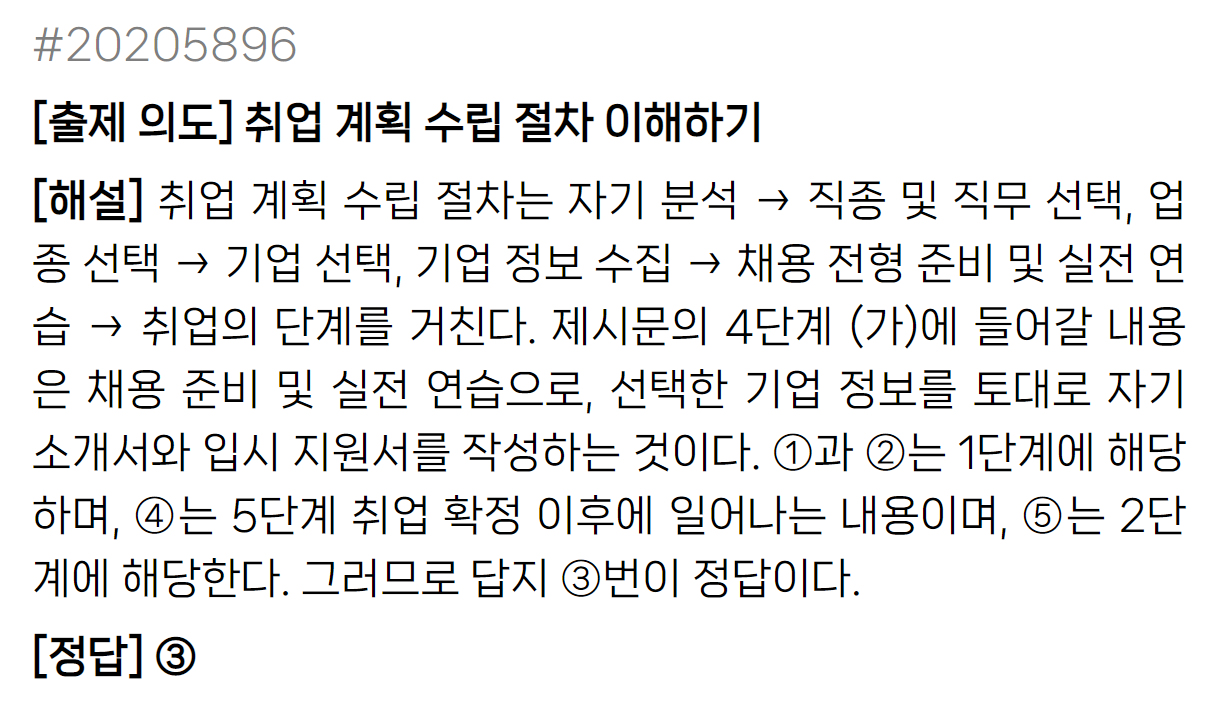 #20205896
[출제 의도] 취업 계획 수립 절차 이해하기
[해설] 취업 계획 수립 절차는 자기 분석 → 직종 및 직무 선택, 업
종 선택 → 기업 선택, 기업 정보 수집 → 채용 전형 준비 및 실전 연
습 → 취업의 단계를 거친다. 제시문의 4단계 (가)에 들어갈 내용
은 채용 준비 및 실전 연습으로, 선택한 기업 정보를 토대로 자기
소개서와 입시 지원서를 작성하는 것이다. ①과 ②는 1단계에 해당
하며, ④는 5단계 취업 확정 이후에 일어나는 내용이며, ⑤는 2단
계에 해당한다. 그러므로 답지 ③번이 정답이다.
[정답] ③